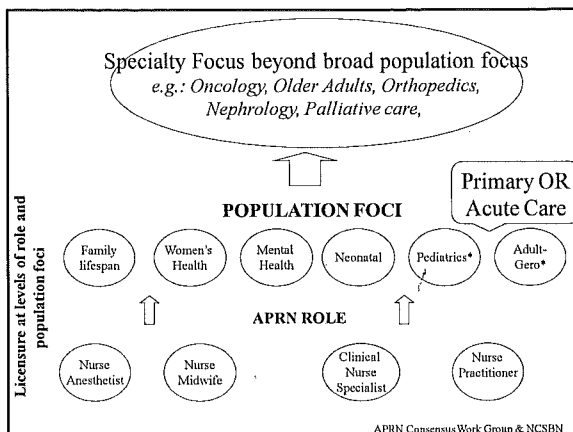 Specialty Focus beyond broad population focus
e.g.: Oncology, Older Adults, Orthopedics,
Nephrology, Palliative care,
Primary OR
Acute Care
POPULATION FOCI
Family
lifespan
Women's
Health
Mental
Health
Neonatal
Pediatrics*
Adult-
Gero*
Licensure at levels of role and
population foci
APRN ROLE
Nurse
Anesthetist
Nurse
Midwife
Clinical
Nurse
Specialist
Nurse
Practitioner
APRN Consensus Work Group & NCSBN